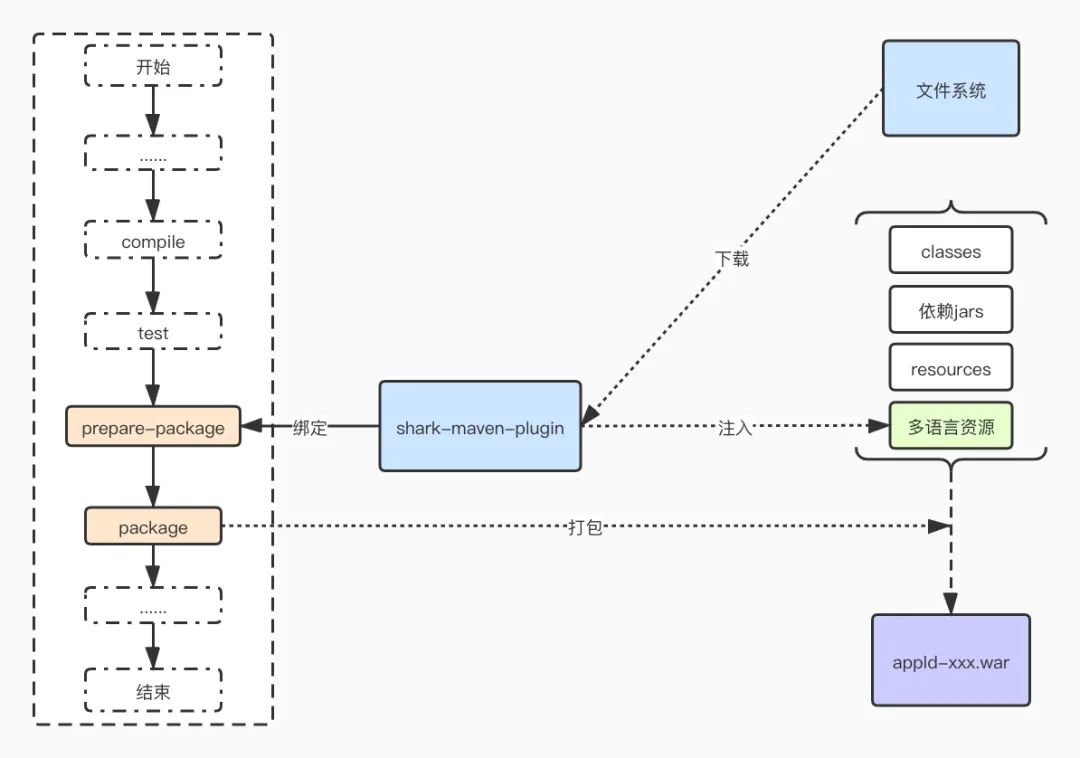 开始
......
compile
test
prepare-package
package
......
结束
绑定
shark-maven-plugin
下载
注入
打包
文件系统
classes
依赖jars
resources
多语言资源
appId-xxx.war